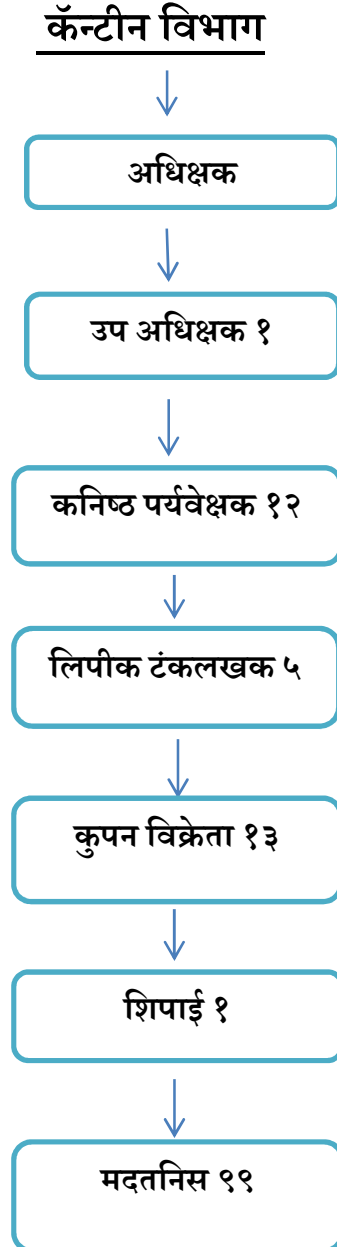 कॅन्टीन विभाग
अधिक्षक
उप अधिक्षक १
कनिष्ठ पर्यवेक्षक १२
लिपीक टंकलखक ५
कुपन विक्रेता १३
शिपाई १
मदतनिस ९९